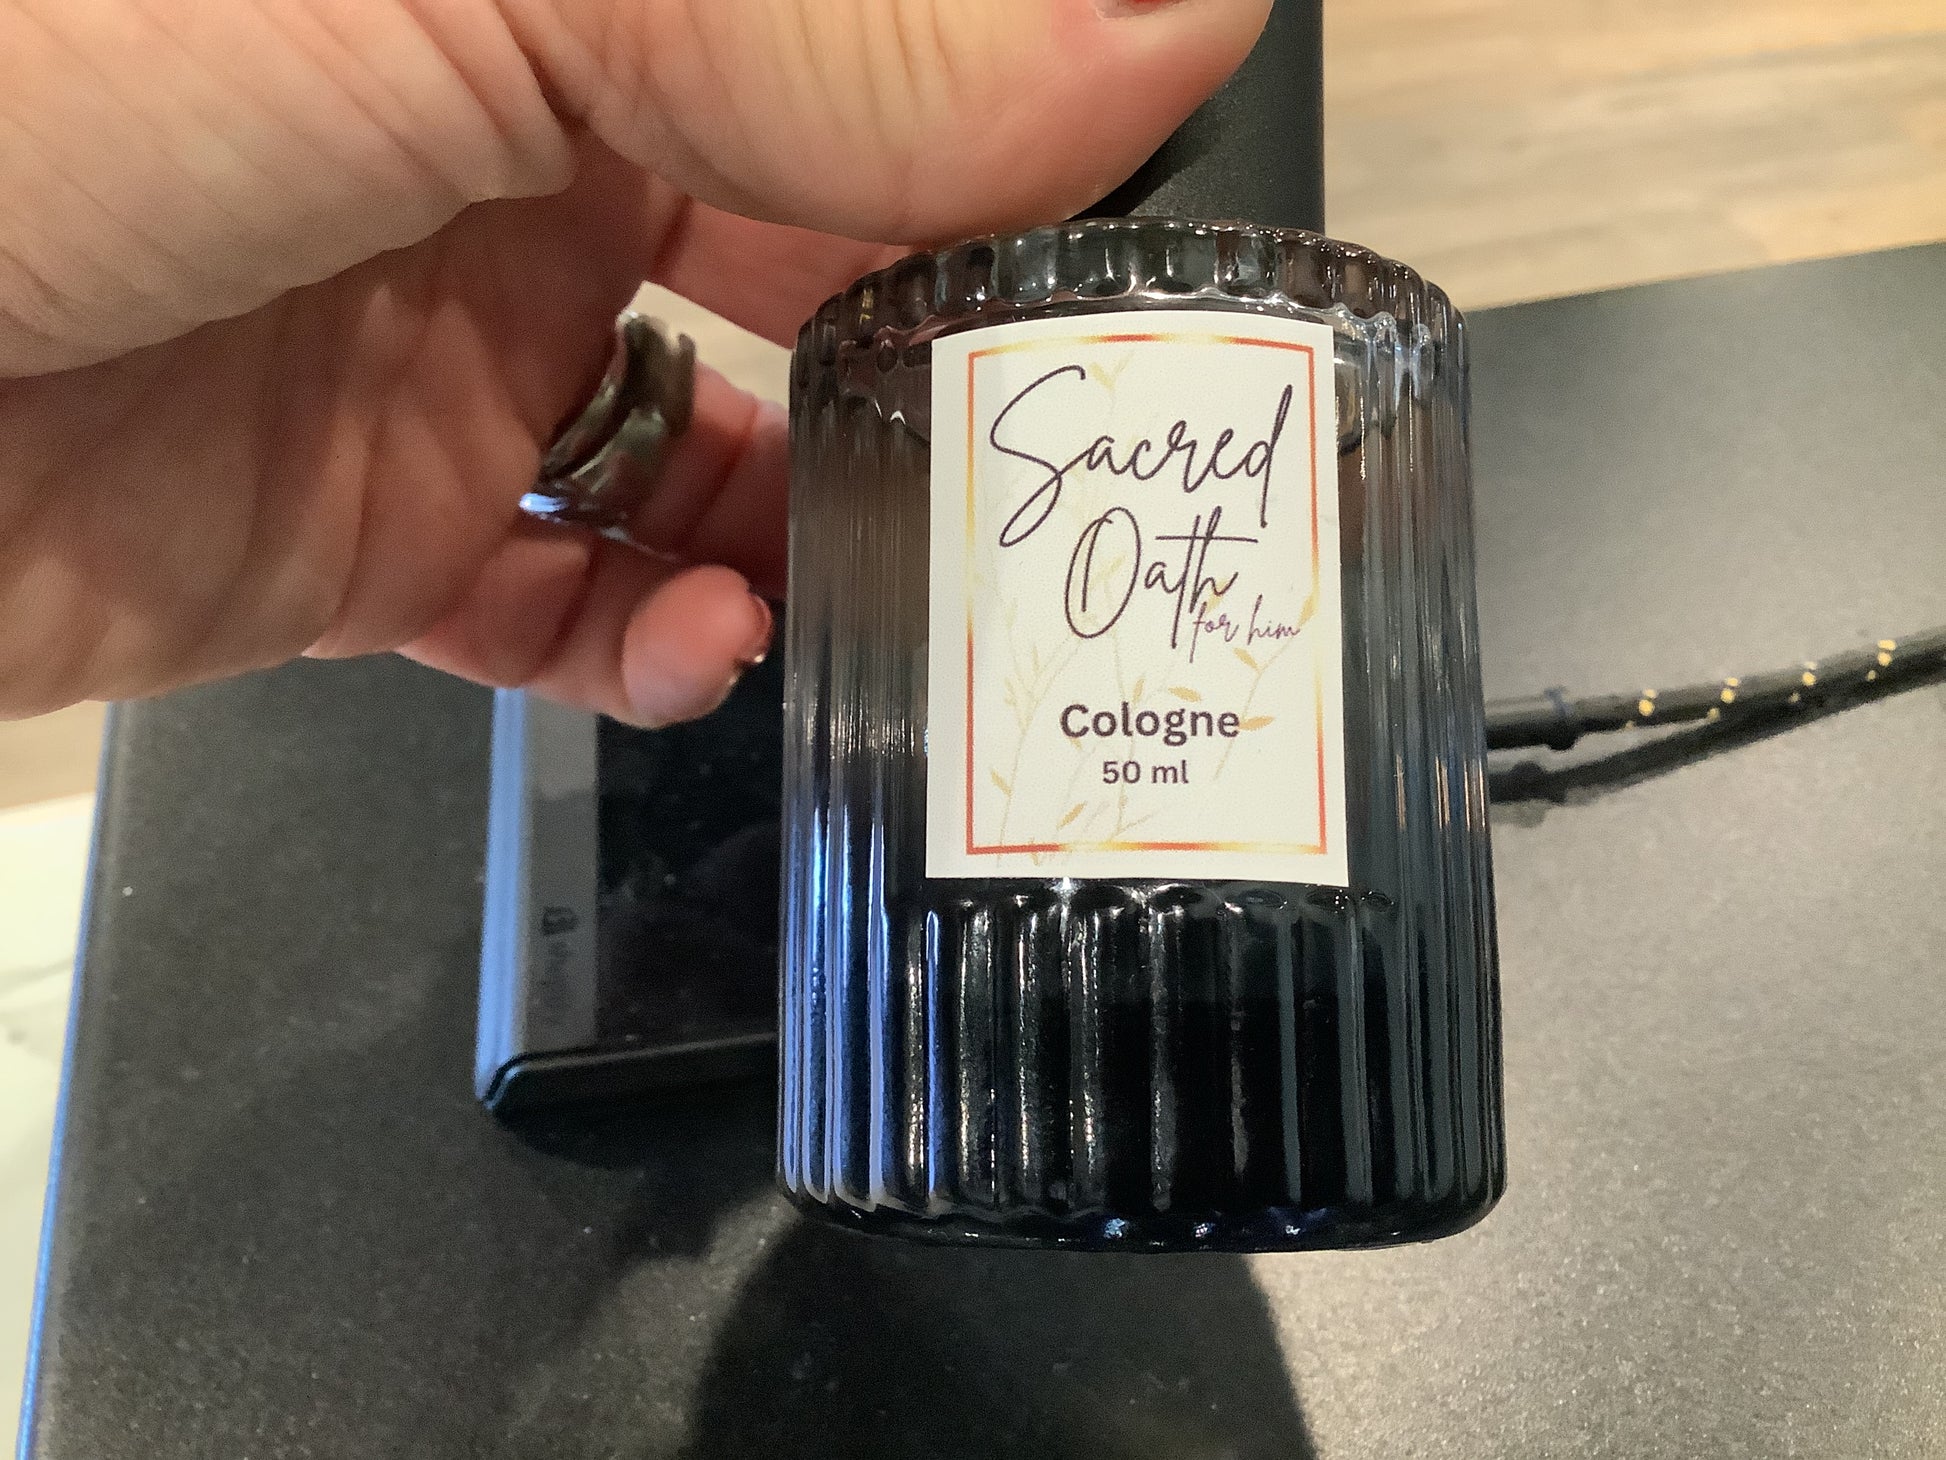 Sacred
Oath
for him
Cologne
50 ml